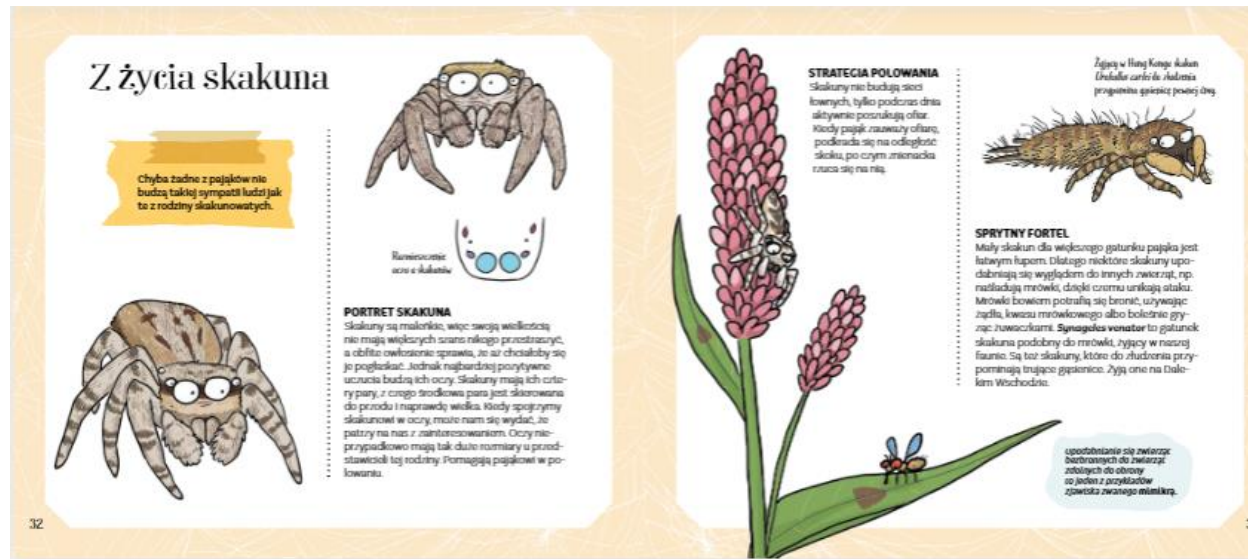 Z życia skakuna
Chyba żadne z pająków nie
budzą takiej sympatii ludzi jak
te z rodziny skakunowatych.
Rozmieszczenie
oczu u skakunów
PORTRET SKAKUNA
Skakuny są maleńkie, więc swoją wielkością
nie mają większych szans nikogo przestraszyć,
a obfite owłosienie sprawia, że aż chciałoby się
je pogłaskać. Jednak najbardziej pozytywne
uczucia budzą ich oczy. Skakuny mają ich czte-
ry pary, z czego środkowa para jest skierowana
do przodu i naprawdę wielka. Kiedy spojrzymy
skakunowi w oczy, może nam się wydać, że
patrzy na nas z zainteresowaniem. Oczy nie-
przypadkowo mają tak duże rozmiary u przed-
stawicieli tej rodziny. Pomagają pająkowi w po-
lowaniu.
32
STRATEGIA POLOWANIA
Skakuny nie budują sieci
łownych, tylko podczas dnia
aktywnie poszukują ofiar.
Kiedy pająk zauważy ofiarę,
podkrada się na odległość
skoku, po czym znienacka
rzuca się na nią.
Żyjący w Hong Kongu skakun
Uroballus carlei do złudzenia
przypomina gąsienicę pewnej ćmy.
SPRYTNY FORTEL
Mały skakun dla większego gatunku pająka jest
łatwym łupem. Dlatego niektóre skakuny upo-
dabniają się wyglądem do innych zwierząt, np.
naśladują mrówki, dzięki czemu unikają ataku.
Mrówki bowiem potrafią się bronić, używając
żądła, kwasu mrówkowego albo boleśnie gry-
ząc żuwaczkami. Synageles venator to gatunek
skakuna podobny do mrówki, żyjący w naszej
faunie. Są też skakuny, które do złudzenia przy-
pominają trujące gąsienice. Żyją one na Dale-
kim Wschodzie.
upodabnianie się zwierząt
bezbronnych do zwierząt
zdolnych do obrony
to jeden z przykładów
zjawiska zwanego mimikrą.